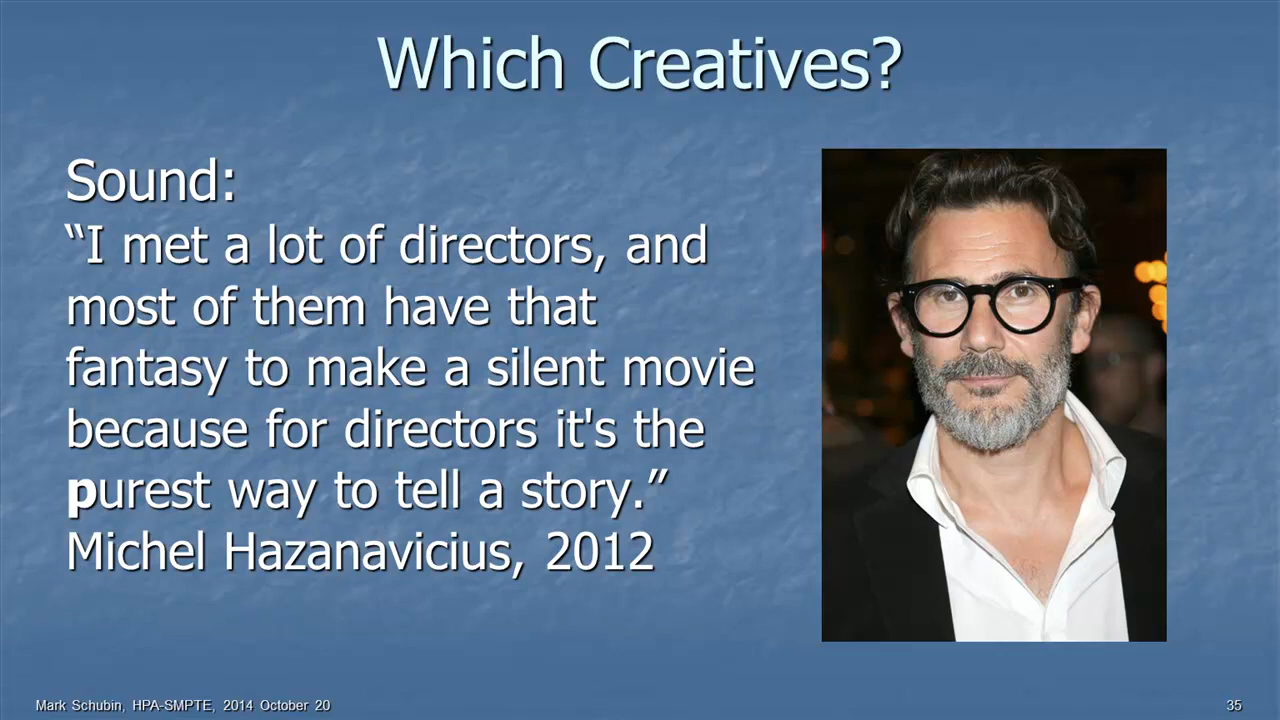 Which Creatives?
Sound:
“I met a lot of directors, and
most of them have that
fantasy to make a silent movie
because for directors it's the
purest way to tell a story.”
Michel Hazanavicius, 2012
Mark Schubin, HPA-SMPTE, 2014 October 20
35